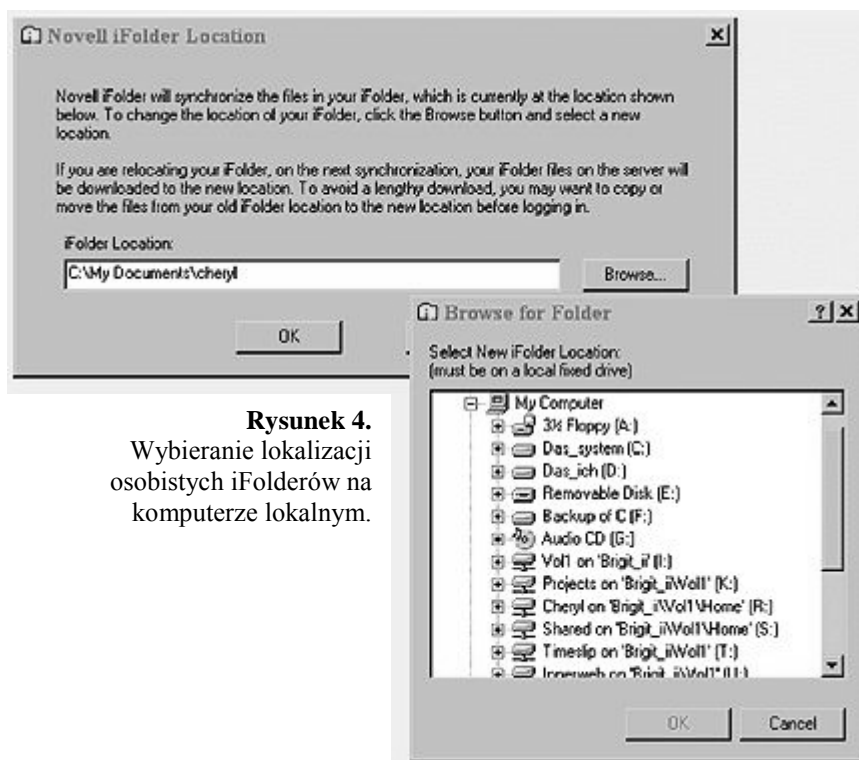 Novell iFolder Location
Novell iFolder will synchronize the files in your iFolder, which is currently at the location shown
below. To change the location of your iFolder, click the Browse button and select a new
location.
If you are relocating your iFolder, on the next synchronization, your iFolder files on the server will
be downloaded to the new location. To avoid a lengthy download, you may want to copy or
move the files from your old iFolder location to the new location before logging in.
iFolder Location:
C:\My Documents\cheryl
Browse...
OK
Browse for Folder
Select New iFolder Location:
(must be on a local fixed drive)
My Computer
3½ Floppy (A:)
Das_system (C:)
Das_ich (D:)
Removable Disk (E:)
Backup of C (F:)
Audio CD (G:)
Vol1 on 'Brigit_ii' (I:)
Projects on 'Brigit_ii\Vol1' (K:)
Cheryl on 'Brigit_ii\Vol1\Home' (R:)
Shared on 'Brigit_ii\Vol1\Home' (S:)
Timeslip on 'Brigit_ii\Vol1' (T:)
Innerweb on 'Brigit_ii\Vol1' (U:)
OK
Cancel
Rysunek 4.
Wybieranie lokalizacji
osobistych iFolderów na
komputerze lokalnym.